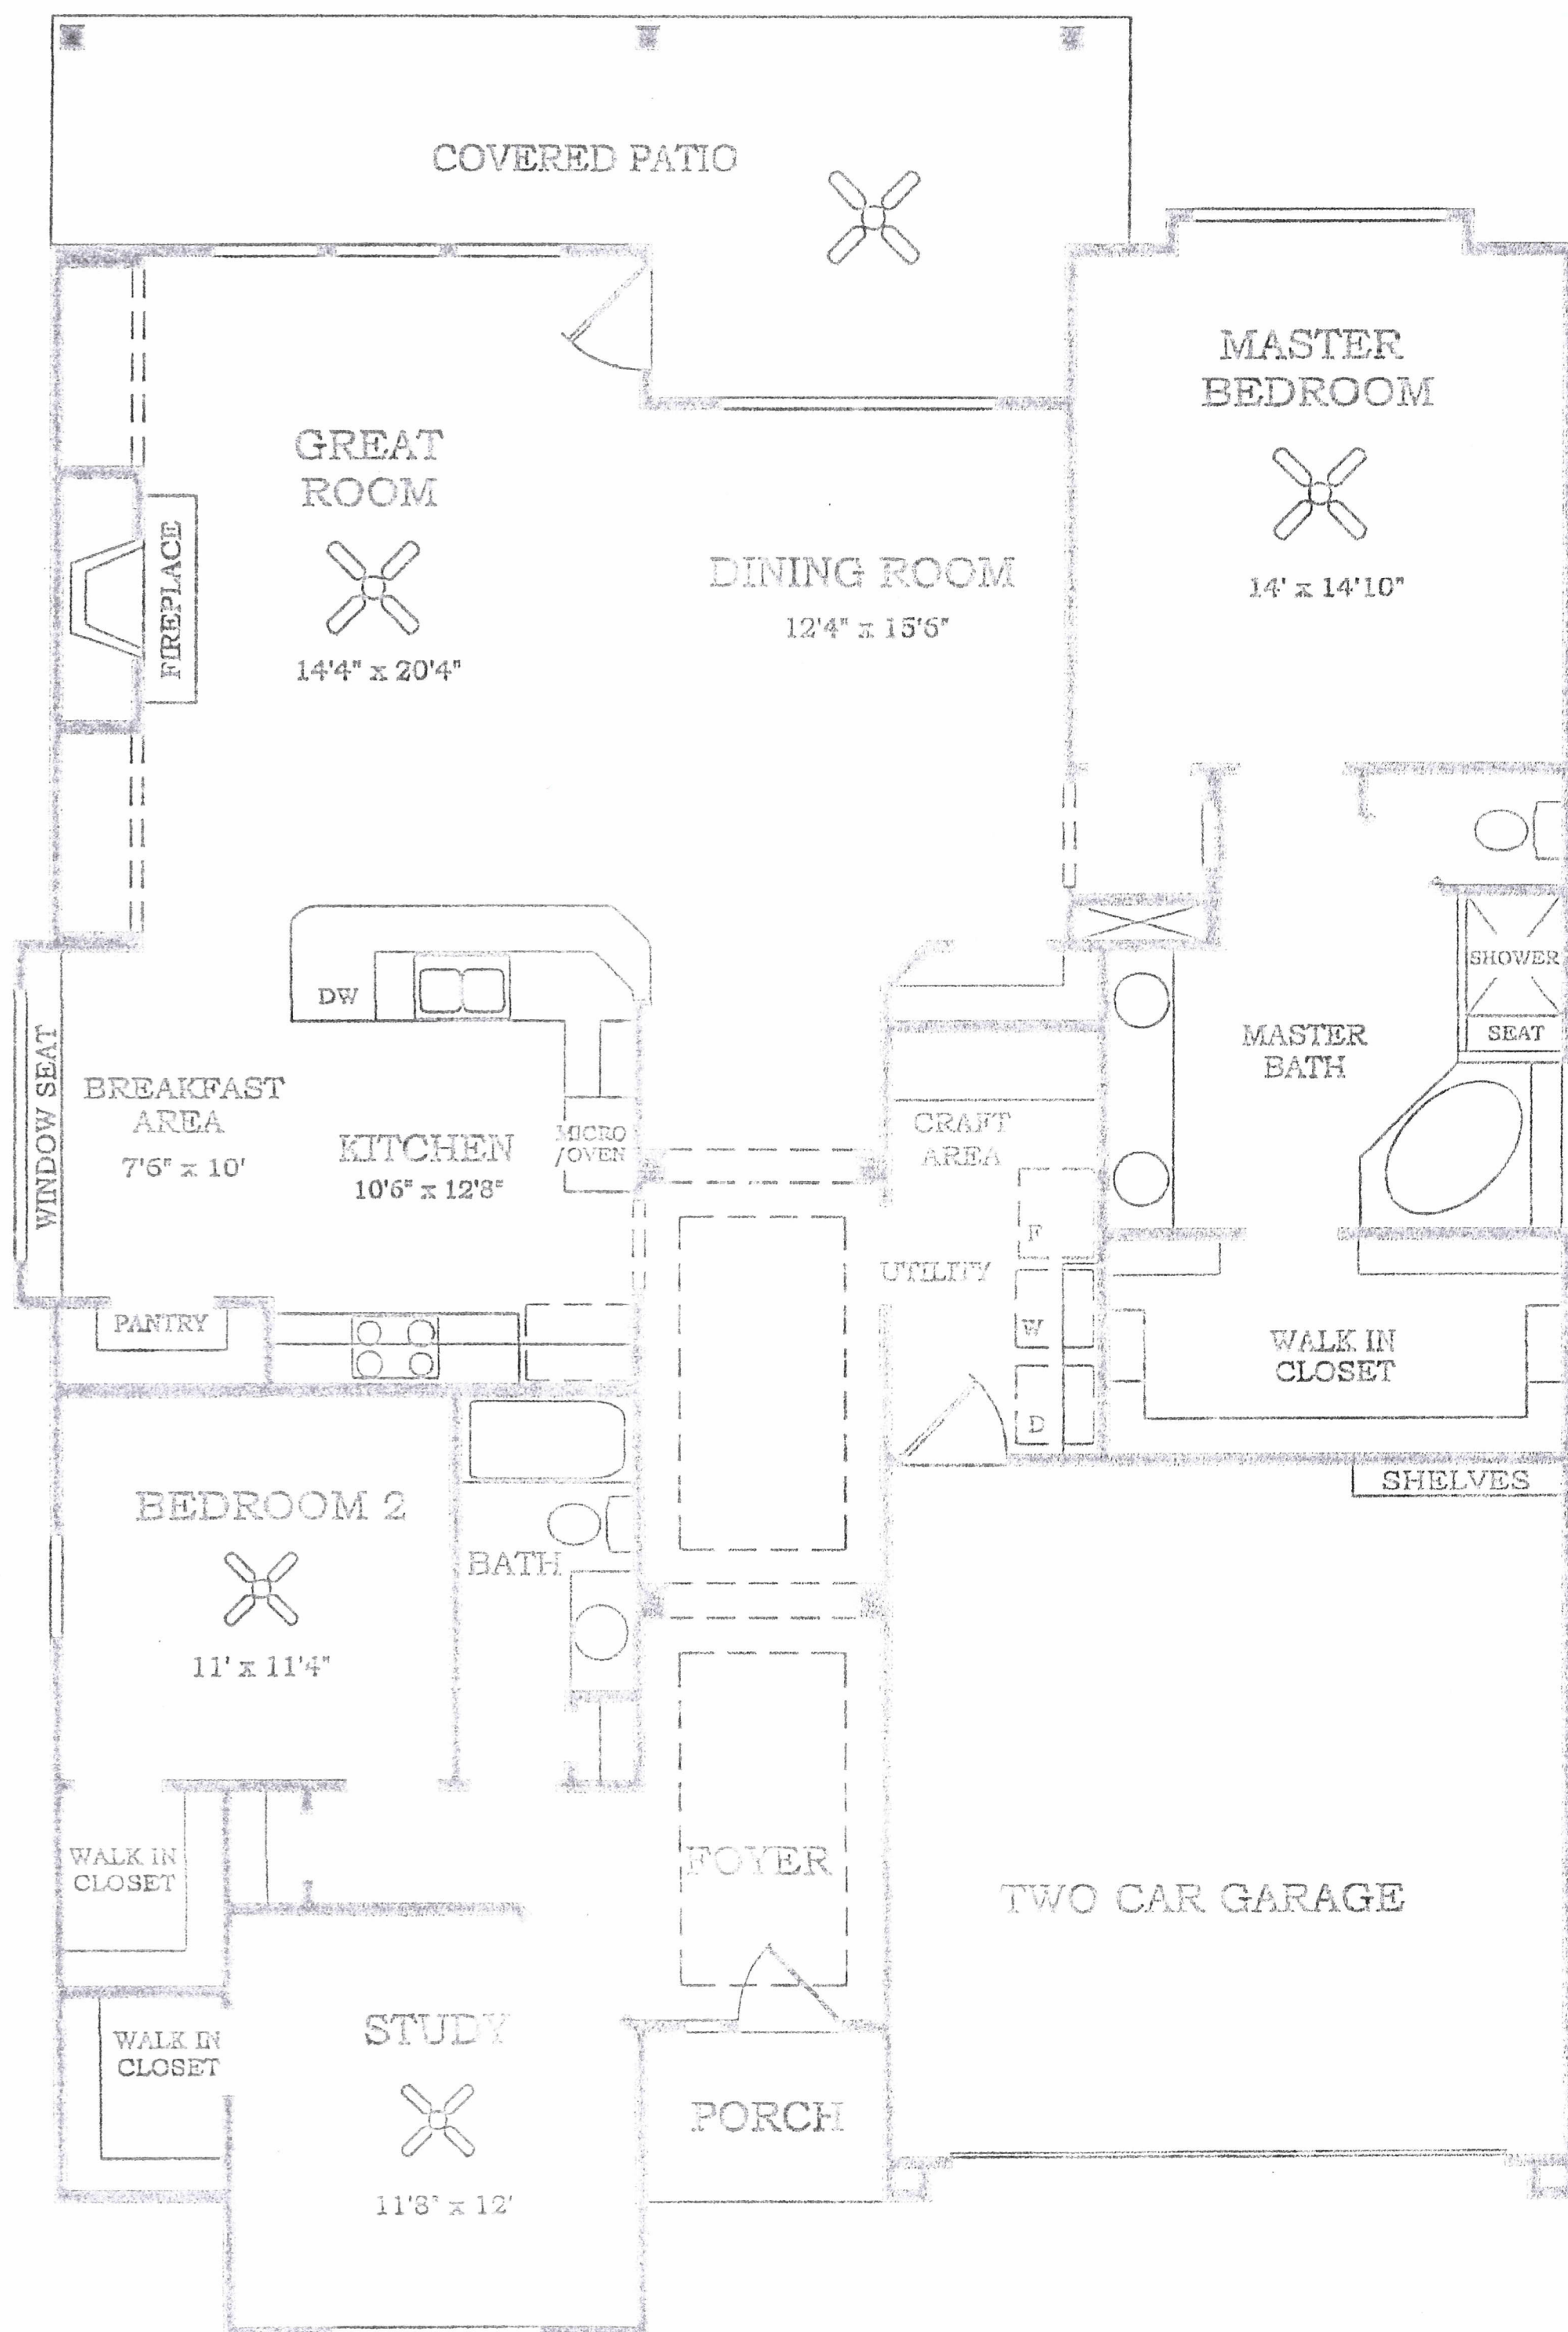 COVERED PATIO
MASTER
BEDROOM
14' x 14'10"
GREAT
ROOM
14'4" x 20'4"
FIREPLACE
DINING ROOM
12'4" x 15'6"
DW
WINDOW SEAT
BREAKFAST
AREA
7'6" x 10'
KITCHEN
10'6" x 12'8"
MICRO
/OVEN
PANTRY
CRAFT
AREA
F
UTILITY
W
D
MASTER
BATH
SHOWER
SEAT
WALK IN
CLOSET
SHELVES
BEDROOM 2
11' x 11'4"
BATH
WALK IN
CLOSET
FOYER
TWO CAR GARAGE
WALK IN
CLOSET
STUDY
11'8" x 12'
PORCH